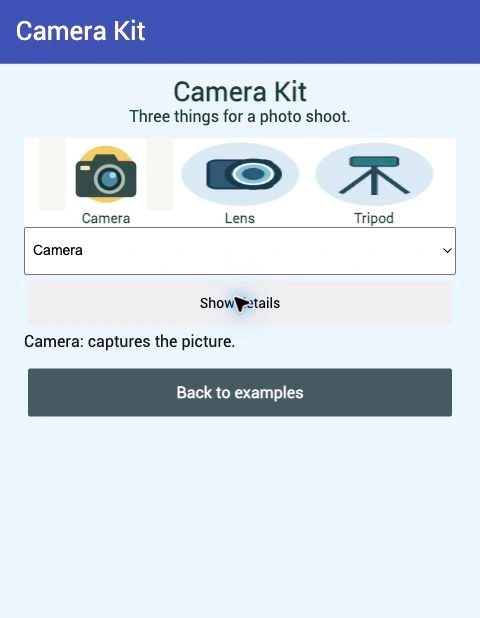 Camera Kit
Camera Kit
Three things for a photo shoot.
Camera Lens Tripod
Camera
Show details
Camera: captures the picture.
Back to examples